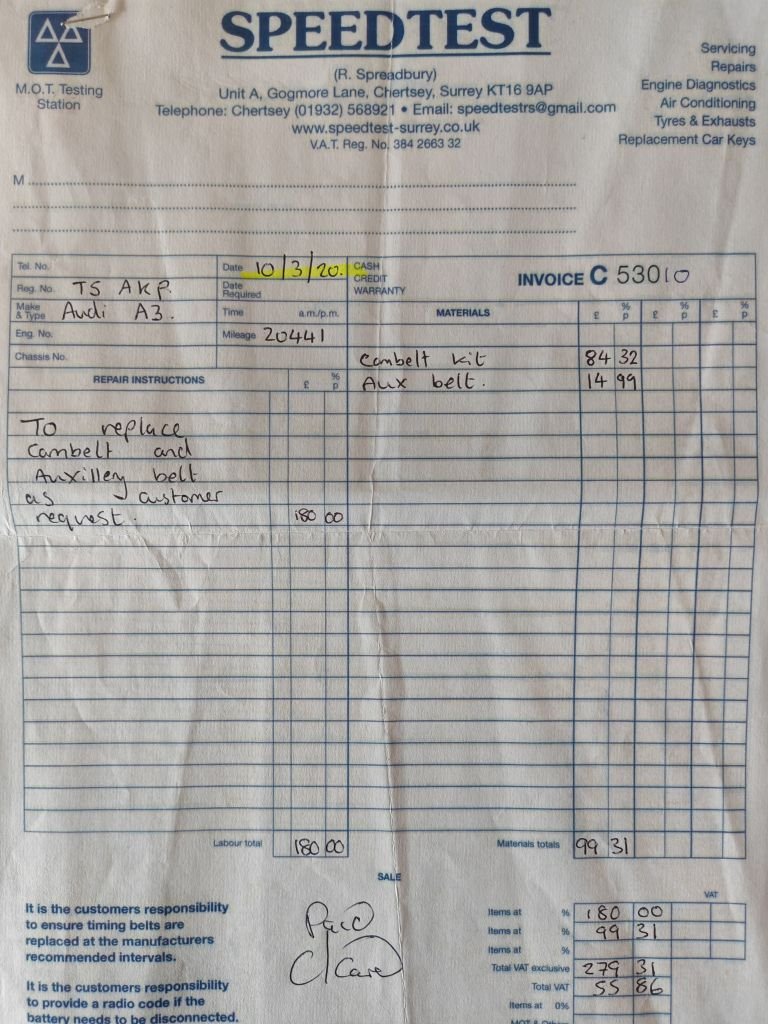 SPEEDTEST
M.O.T. Testing
Station
(R. Spreadbury)
Unit A, Gogmore Lane, Chertsey, Surrey KT16 9AP
Telephone: Chertsey (01932) 568921 • Email: speedtestrs@gmail.com
www.speedtest-surrey.co.uk
V.A.T. Reg. No. 384 2663 32
Servicing
Repairs
Engine Diagnostics
Air Conditioning
Tyres & Exhausts
Replacement Car Keys
M
Tel. No.
Reg. No. T5 AKP.
Make & Type Audi A3.
Eng. No.
Chassis No.
Date 10/3/20.
Date Required
Time a.m./p.m.
Mileage 20441
CASH
CREDIT
WARRANTY
INVOICE C 53010
REPAIR INSTRUCTIONS £ % p
To replace
Cambelt and
Auxillery belt
as customer
request. 180 00
MATERIALS £ % p £ % p £ % p
Cambelt kit 84 32
Aux belt. 14 99
Labour total 180 00
Materials totals 99 31
SALE
VAT
It is the customers responsibility
to ensure timing belts are
replaced at the manufacturers
recommended intervals.
It is the customers responsibility
to provide a radio code if the
battery needs to be disconnected.
Paid
C/Card
Items at % 180 00
Items at % 99 31
Items at %
Total VAT exclusive 279 31
Total VAT 55 86
Items at 0%